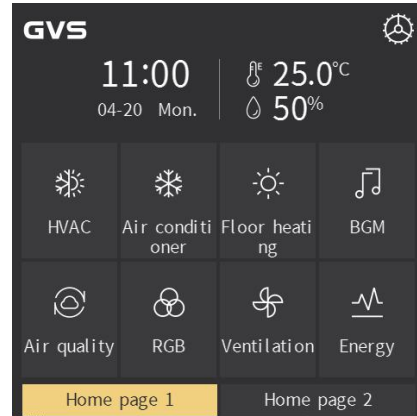 GVS
11:00
04-20 Mon.
E 25.0°C
50%
HVAC
Air conditi
oner
Floor heati
ng
BGM
Air quality
RGB
Ventilation
Energy
Home page 1
Home page 2